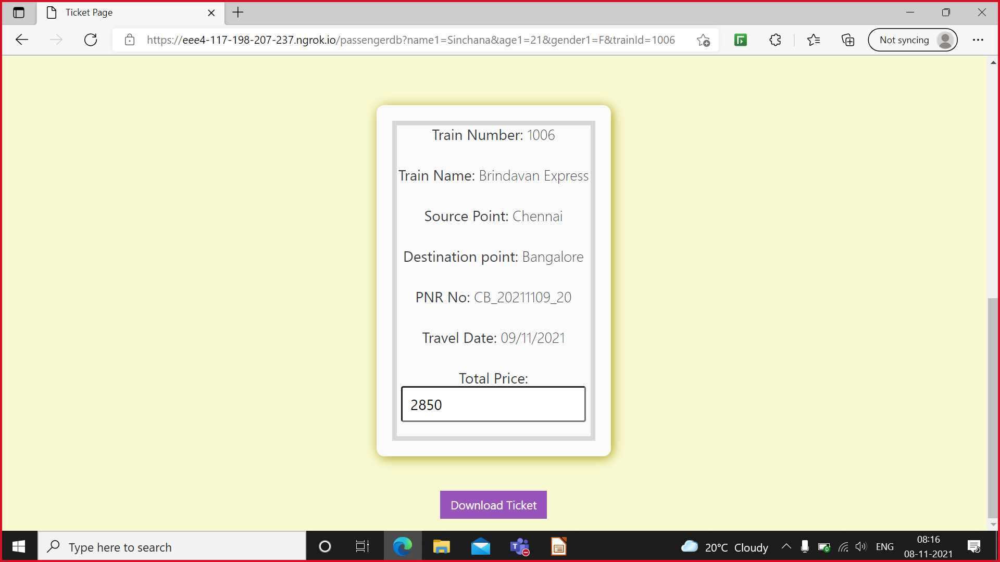 Ticket Page
https://eee4-117-198-207-237.ngrok.io/passengerdb?name1=Sinchana&age1=21&gender1=F&trainId=1006
Not syncing
Train Number: 1006
Train Name: Brindavan Express
Source Point: Chennai
Destination point: Bangalore
PNR No: CB_20211109_20
Travel Date: 09/11/2021
Total Price:
2850
Download Ticket
Type here to search
20°C Cloudy
ENG
08:16
08-11-2021